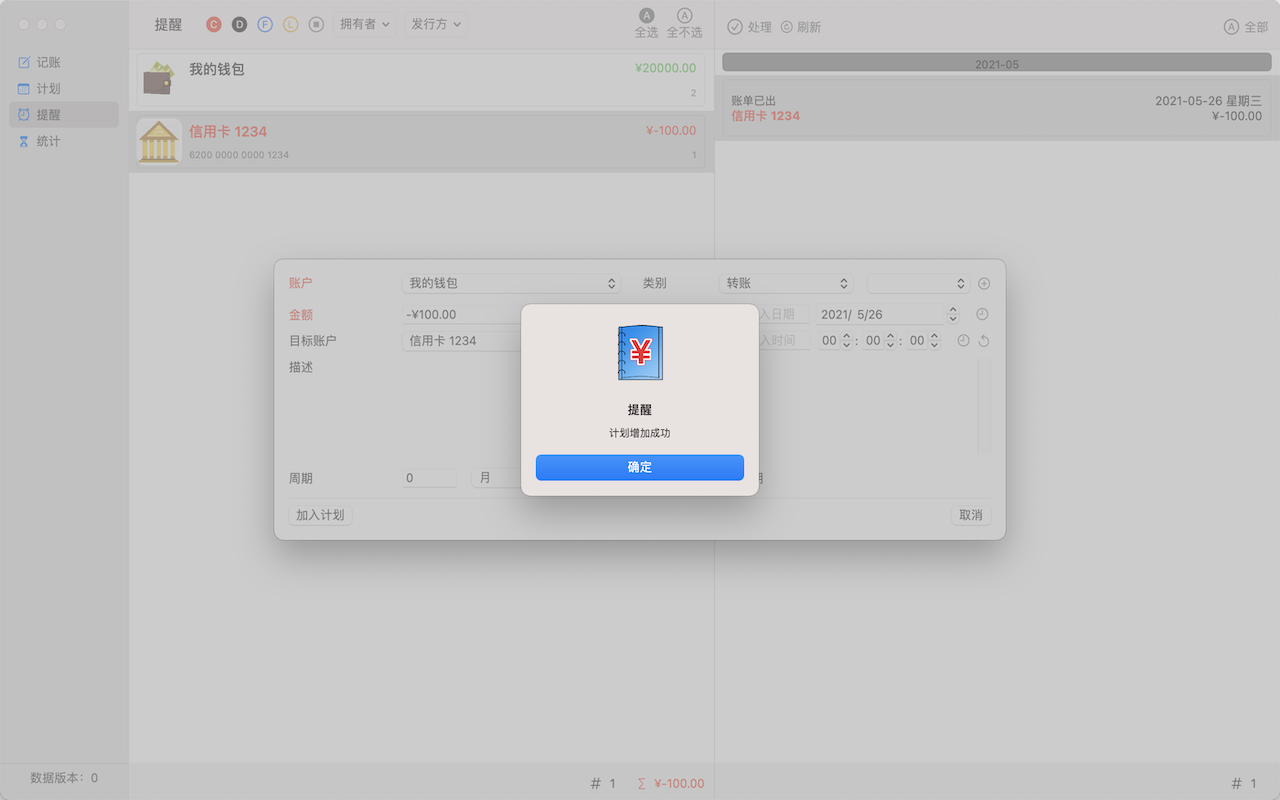 提醒 C D F L 拥有者 发行方 A 全选 A 全不选
处理 刷新 A 全部
记账
计划
提醒
统计
我的钱包 ¥20000.00
2
信用卡 1234 ¥-100.00
6200 0000 0000 1234 1
2021-05
账单已出 2021-05-26 星期三
信用卡 1234 ¥-100.00
账户 我的钱包 类别 转账
金额 -¥100.00 入日期 2021/ 5/26
目标账户 信用卡 1234 入时间 00 : 00 : 00
描述
¥
提醒
计划增加成功
确定
周期 0 月 期
加入计划 取消
数据版本：0
# 1 Σ ¥-100.00
# 1